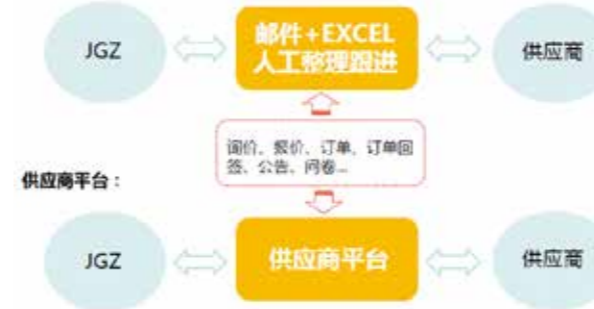 JGZ
邮件+EXCEL
人工整理跟进
供应商
询价、报价、订单、订单回
签、公告、问卷...
供应商平台：
JGZ
供应商平台
供应商